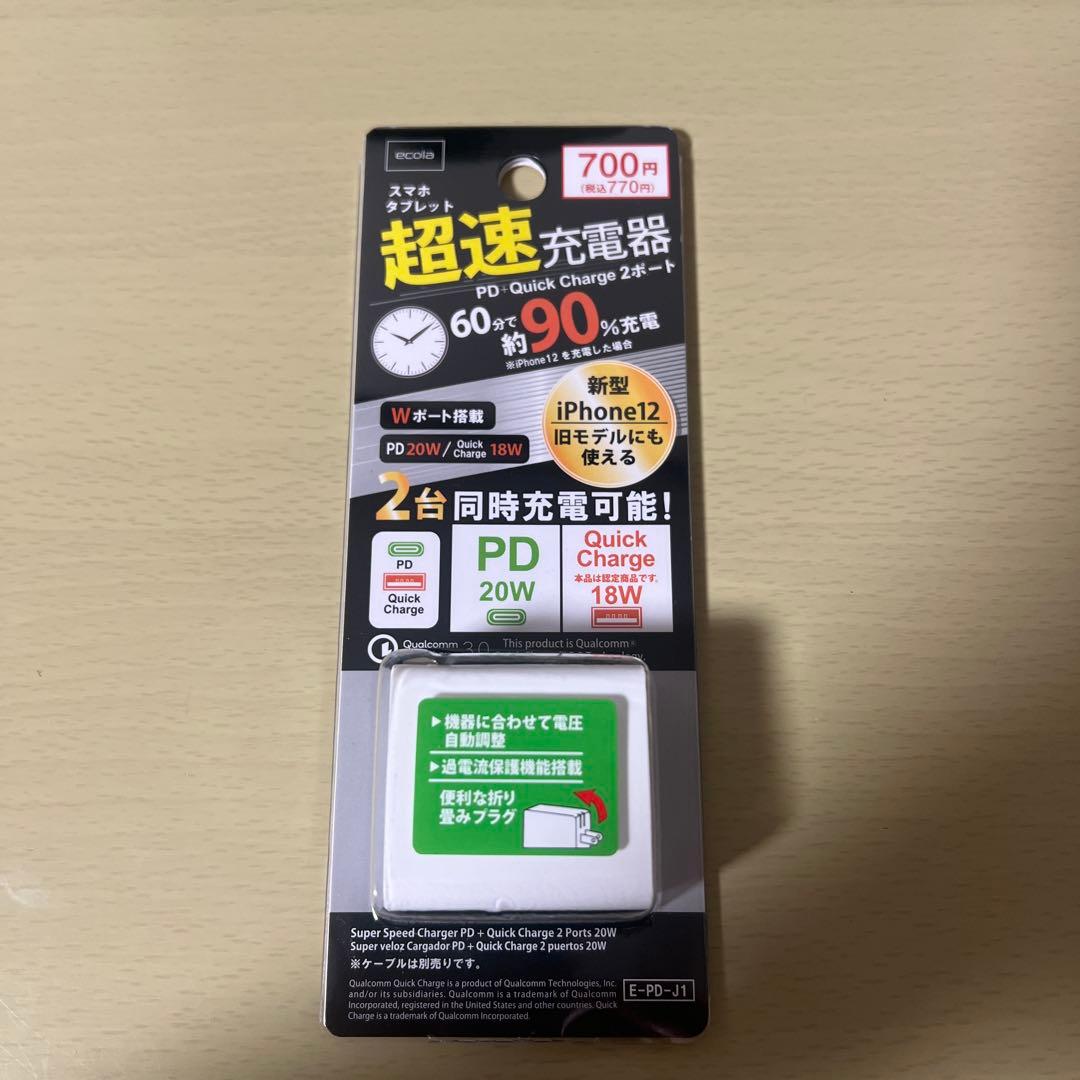 ecola
700円
(税込770円)
スマホ
タブレット
超速充電器
PD+Quick Charge 2ポート
60分で約90%充電
※iPhone12 を充電した場合
新型
iPhone12
旧モデルにも
使える
Wポート搭載
PD 20W / Quick Charge 18W
2台同時充電可能!
PD
Quick
Charge
PD
20W
Quick
Charge
本品は認定商品です。
18W
Qualcomm 3.0
This product is Qualcomm®
▶機器に合わせて電圧
自動調整
▶過電流保護機能搭載
便利な折り
畳みプラグ
Super Speed Charger PD + Quick Charge 2 Ports 20W
Super veloz Cargador PD + Quick Charge 2 puertos 20W
※ケーブルは別売りです。
Qualcomm Quick Charge is a product of Qualcomm Technologies, Inc.
and/or its subsidiaries. Qualcomm is a trademark of Qualcomm
Incorporated, registered in the United States and other countries. Quick
Charge is a trademark of Qualcomm Incorporated.
E-PD-J1